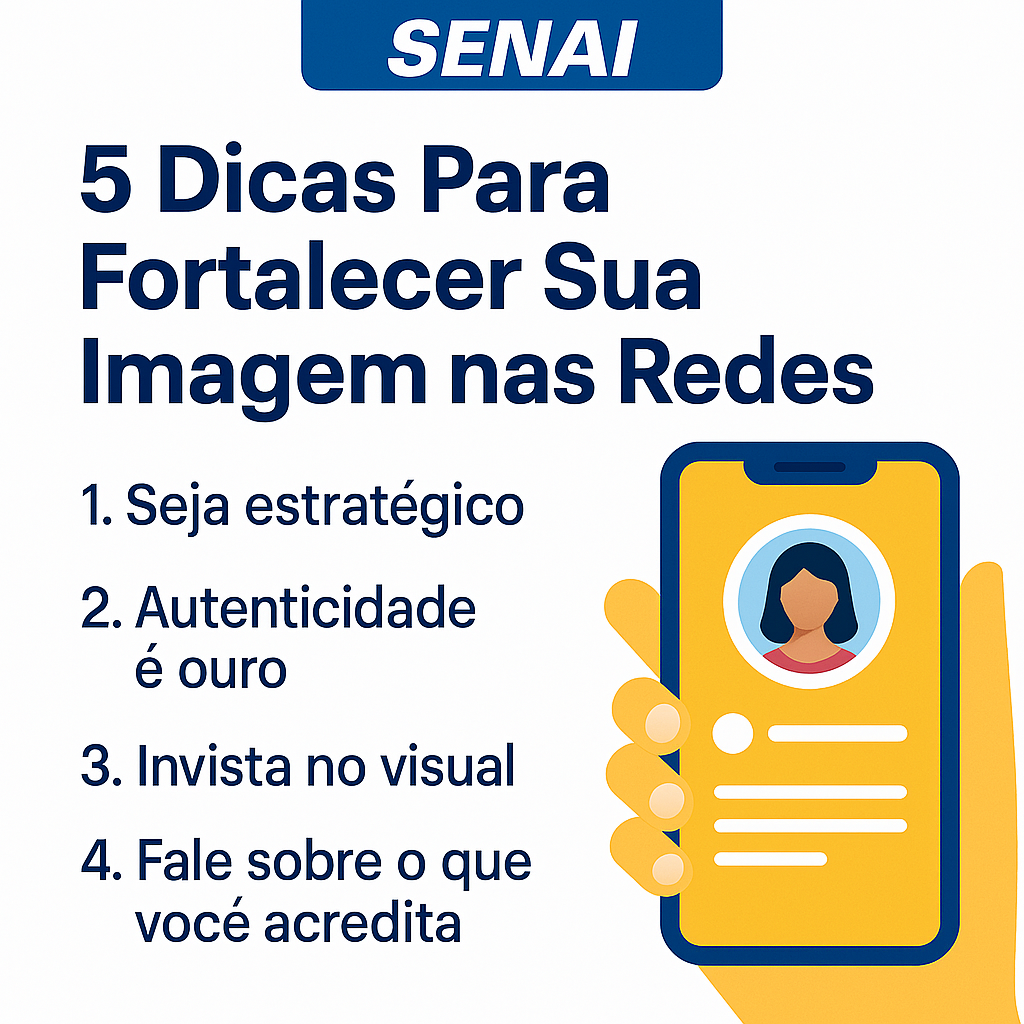 SENAI
5 Dicas Para
Fortalecer Sua
Imagem nas Redes
1. Seja estratégico
2. Autenticidade
é ouro
3. Invista no visual
4. Fale sobre o que
vocé acredita